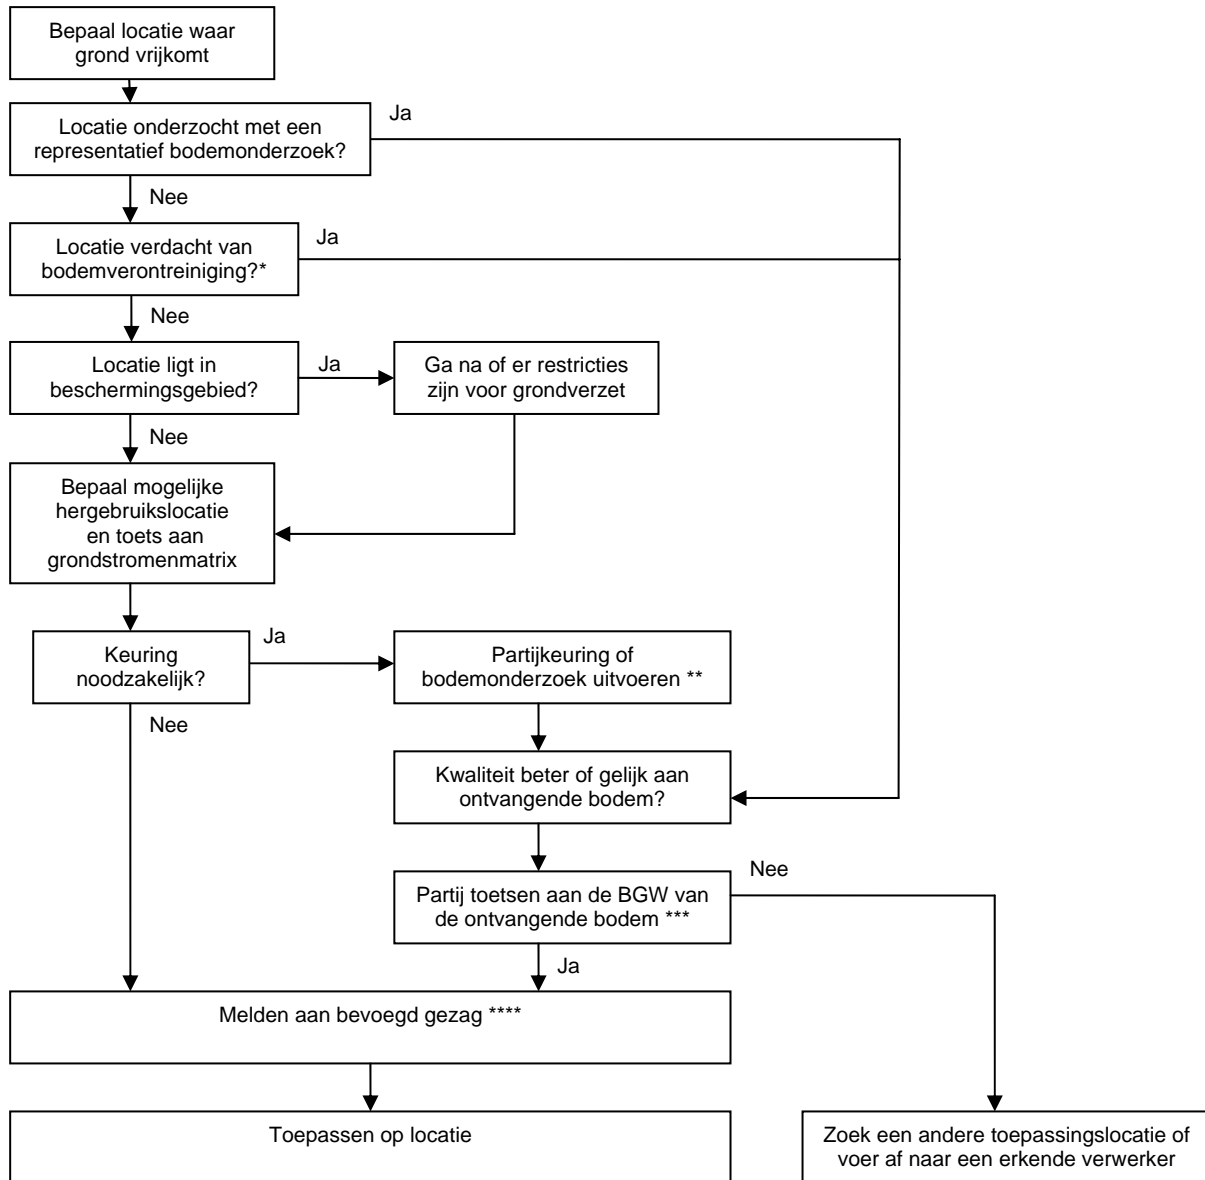 Bepaal locatie waar
grond vrijkomt
Ja
Locatie onderzocht met een
representatief bodemonderzoek?
Nee
Ja
Locatie verdacht van
bodemverontreiniging?*
Nee
Locatie ligt in
beschermingsgebied?
Ja
Ga na of er restricties
zijn voor grondverzet
Nee
Bepaal mogelijke
hergebruikslocatie
en toets aan
grondstromenmatrix
Keuring
noodzakelijk?
Ja
Partijkeuring of
bodemonderzoek uitvoeren **
Nee
Kwaliteit beter of gelijk aan
ontvangende bodem?
Partij toetsen aan de BGW van
de ontvangende bodem ***
Nee
Ja
Melden aan bevoegd gezag ****
Toepassen op locatie
Zoek een andere toepassingslocatie of
voer af naar een erkende verwerker